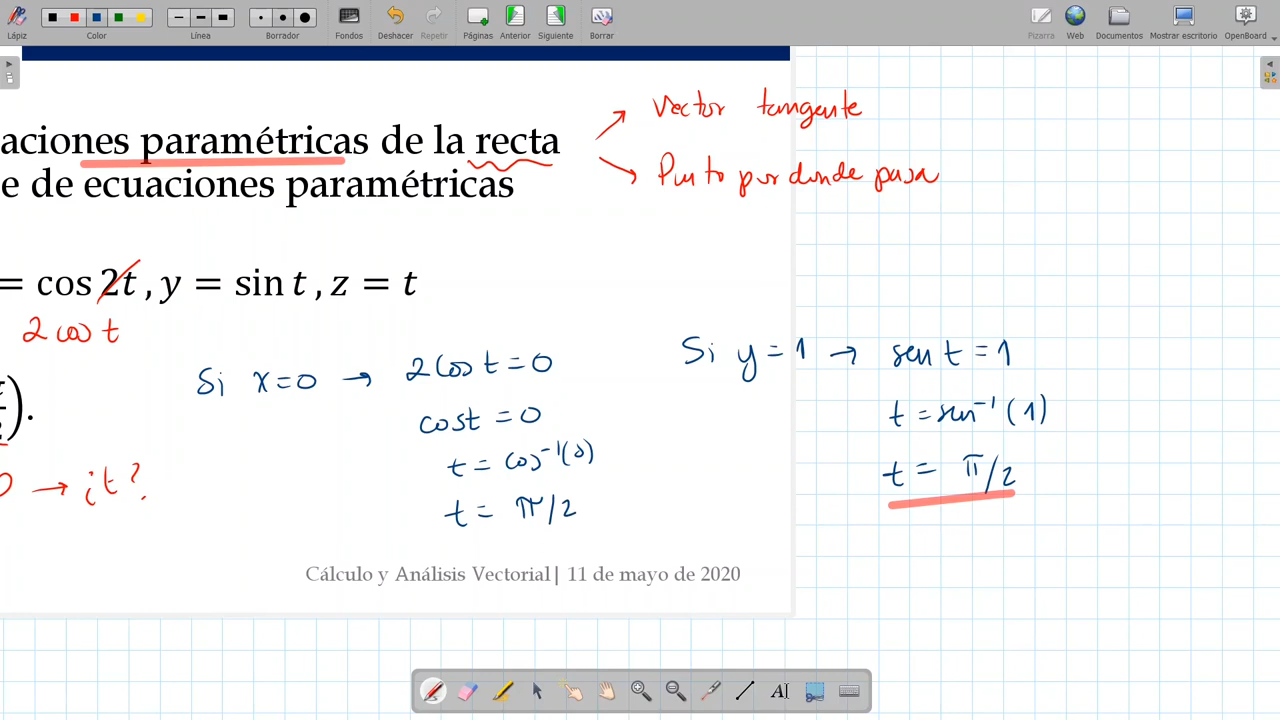 Lápiz Color Línea Borrador Fondos Deshacer Repetir Páginas Anterior Siguiente Borrar Pizarra Web Documentos Mostrar escritorio OpenBoard
Vector tangente
aciones paramétricas de la recta
Punto por donde pasa
e de ecuaciones paramétricas
= cos 2t, y = sin t, z = t
2 cos t
Si x=0 → 2 cos t = 0
Si y=1 → sen t = 1
cos t = 0
t = sen⁻¹(1)
).
t = cos⁻¹(0)
t = π/2
→ ¿t?
t = π/2
Cálculo y Análisis Vectorial| 11 de mayo de 2020